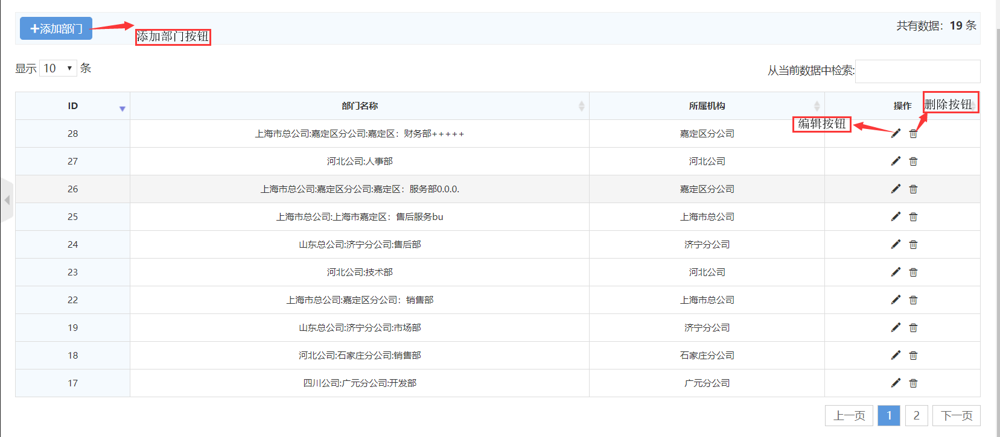 添加部门
添加部门按钮
共有数据：19 条
显示 10 条
从当前数据中检索:
ID 部门名称 所属机构 操作 删除按钮
编辑按钮
28 上海市总公司:嘉定区分公司:嘉定区：财务部+++++ 嘉定区分公司
27 河北公司:人事部 河北公司
26 上海市总公司:嘉定区分公司:嘉定区：服务部0.0.0. 嘉定区分公司
25 上海市总公司:上海市嘉定区：售后服务bu 上海市总公司
24 山东总公司:济宁分公司:售后部 济宁分公司
23 河北公司:技术部 河北公司
22 上海市总公司:嘉定区分公司：销售部 上海市总公司
19 山东总公司:济宁分公司:市场部 济宁分公司
18 河北公司:石家庄分公司:销售部 石家庄分公司
17 四川公司:广元分公司:开发部 广元分公司
上一页 1 2 下一页